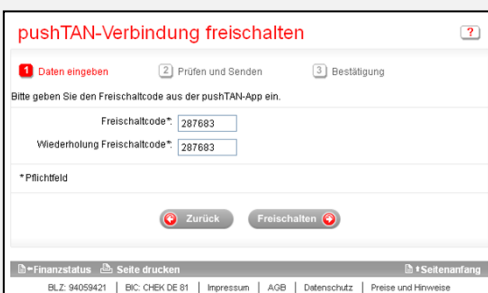 pushTAN-Verbindung freischalten
?
1 Daten eingeben 2 Prüfen und Senden 3 Bestätigung
Bitte geben Sie den Freischaltcode aus der pushTAN-App ein.
Freischaltcode*: 287683
Wiederholung Freischaltcode*: 287683
* Pflichtfeld
Zurück Freischalten
Finanzstatus Seite drucken Seitenanfang
BLZ: 94059421 | BIC: CHEK DE 81 | Impressum | AGB | Datenschutz | Preise und Hinweise